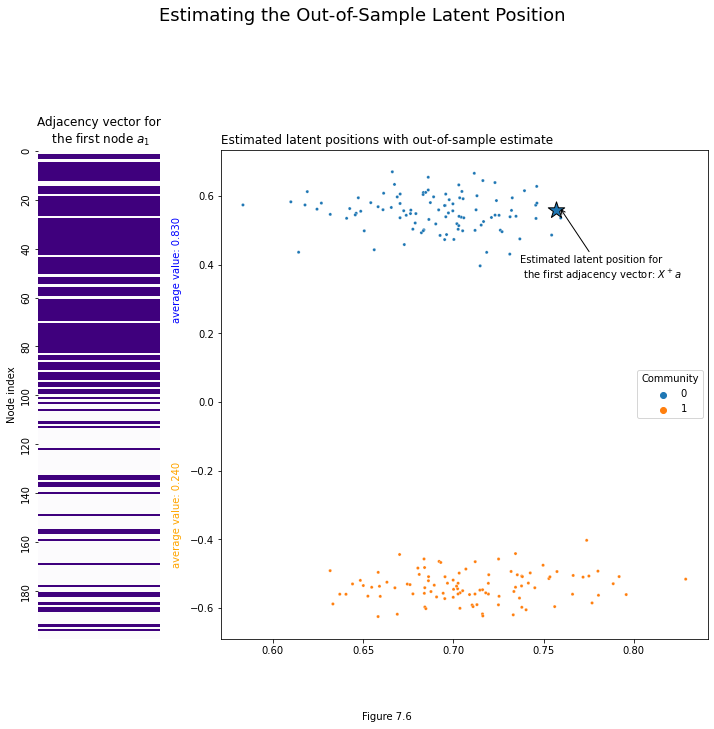 Estimating the Out-of-Sample Latent Position
Adjacency vector for
the first node a₁
0
20
40
60
80
100
120
140
160
180
Node index
average value: 0.830
average value: 0.240
Estimated latent positions with out-of-sample estimate
0.6
0.4
0.2
0.0
−0.2
−0.4
−0.6
0.60
0.65
0.70
0.75
0.80
Estimated latent position for
the first adjacency vector: X⁺a
Community
0
1
Figure 7.6